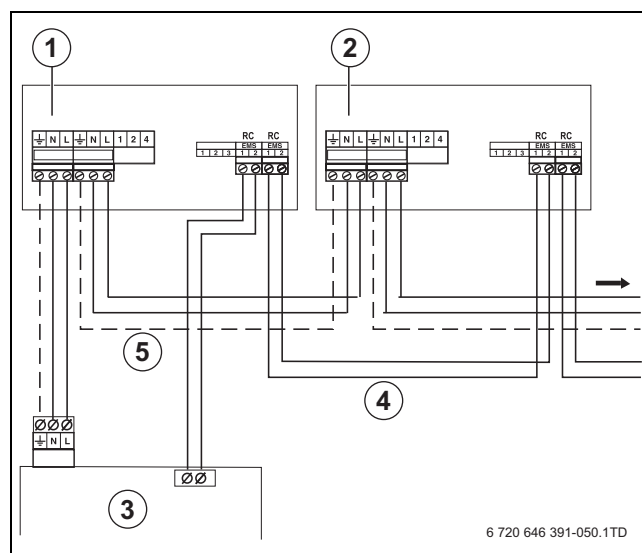 1
2
⏚ N L ⏚ N L 1 2 4
RC RC
EMS EMS
1 2 3 1 2 1 2
⏚ N L ⏚ N L 1 2 4
RC RC
EMS EMS
1 2 3 1 2 1 2
5
4
⏚ N L
3
6 720 646 391-050.1TD